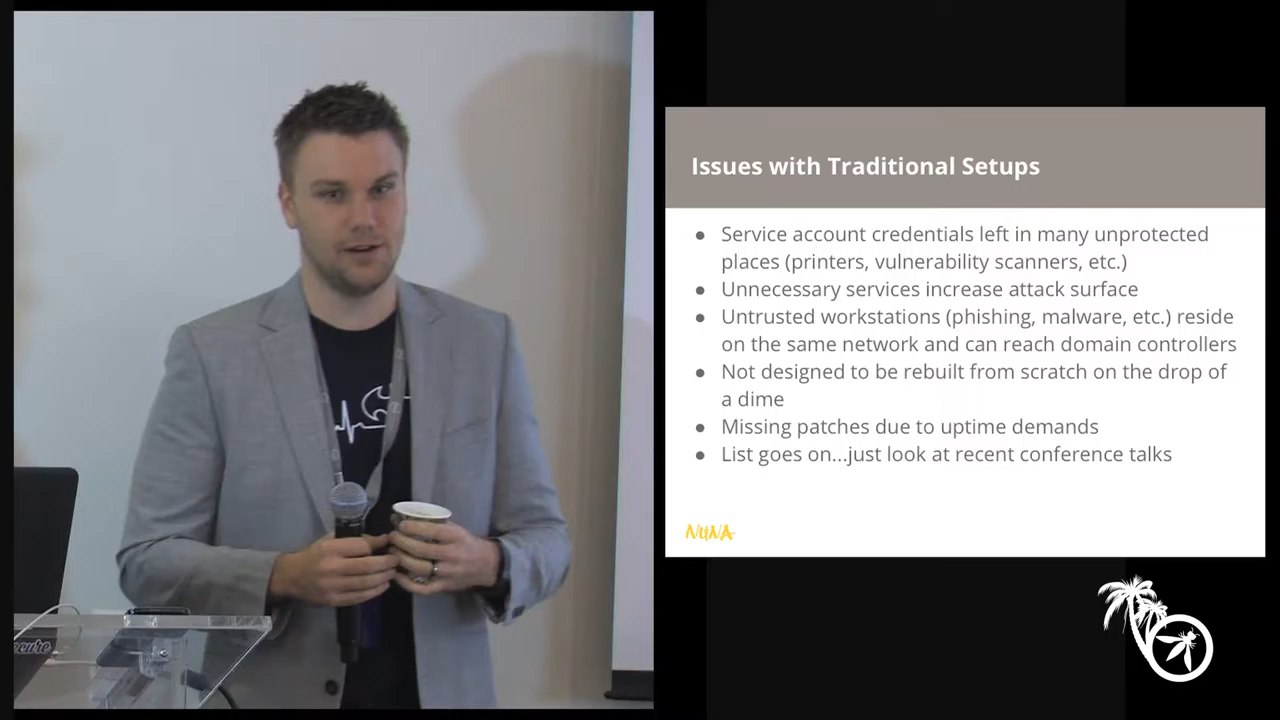 Issues with Traditional Setups
● Service account credentials left in many unprotected
places (printers, vulnerability scanners, etc.)
● Unnecessary services increase attack surface
● Untrusted workstations (phishing, malware, etc.) reside
on the same network and can reach domain controllers
● Not designed to be rebuilt from scratch on the drop of
a dime
● Missing patches due to uptime demands
● List goes on...just look at recent conference talks
NUNA